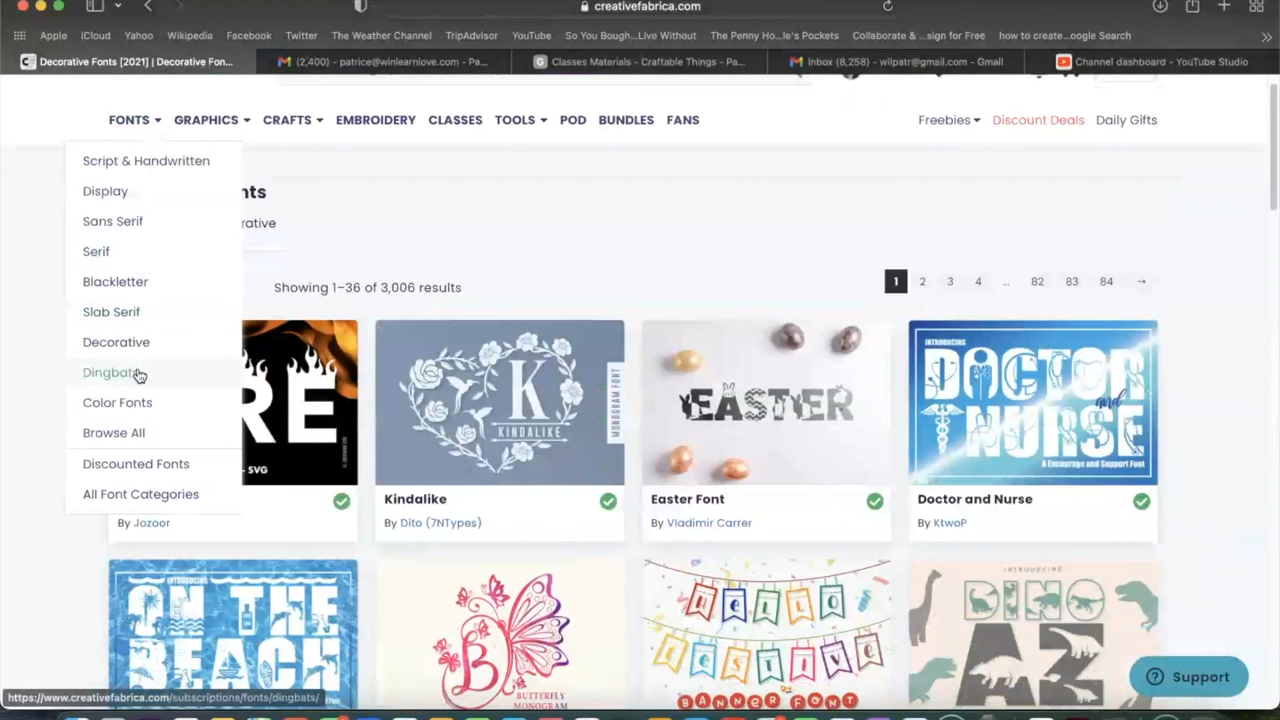 creativefabrica.com
Apple iCloud Yahoo Wikipedia Facebook Twitter The Weather Channel TripAdvisor YouTube So You Bough...Live Without The Penny Ho...le's Pockets Collaborate & ...sign for Free how to create...oogle Search
Decorative Fonts [2021] | Decorative Fon... (2,400) - patrice@winlearnlove.com - Pa... Classes Materials - Craftable Things - Pa... Inbox (8,258) - wilpatr@gmail.com - Gmail Channel dashboard - YouTube Studio
FONTS GRAPHICS CRAFTS EMBROIDERY CLASSES TOOLS POD BUNDLES FANS Freebies Discount Deals Daily Gifts
Script & Handwritten
Display
Sans Serif
Serif
Blackletter
Slab Serif
Decorative
Dingbats
Color Fonts
Browse All
Discounted Fonts
All Font Categories
nts
rative
Showing 1–36 of 3,006 results
1 2 3 4 ... 82 83 84 →
RE
- SVG
K
KINDALIKE
MONOGRAM FONT
EASTER
INTRODUCING
DOCTOR
and
NURSE
A Encourage and Support Font
Kindalike Easter Font Doctor and Nurse
By Jozoor By Dito (7NTypes) By Vladimir Carrer By KtwoP
INTRODUCING
ON THE
BEACH
B
BUTTERFLY
MONOGRAM
HELLO
FESTIVE
BANNER FONT
INTRODUCING
DINO
AZ
Support
https://www.creativefabrica.com/subscriptions/fonts/dingbats/